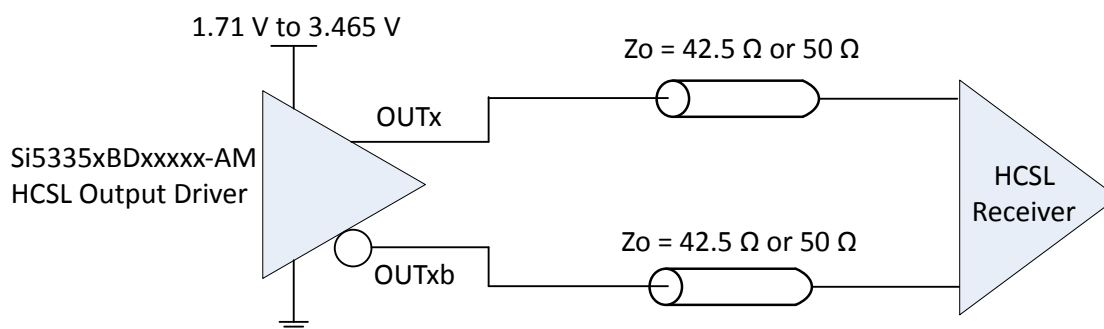 1.71 V to 3.465 V
Zo = 42.5 Ω or 50 Ω
OUTx
Si5335xBDxxxxx-AM
HCSL Output Driver
HCSL
Receiver
Zo = 42.5 Ω or 50 Ω
OUTxb